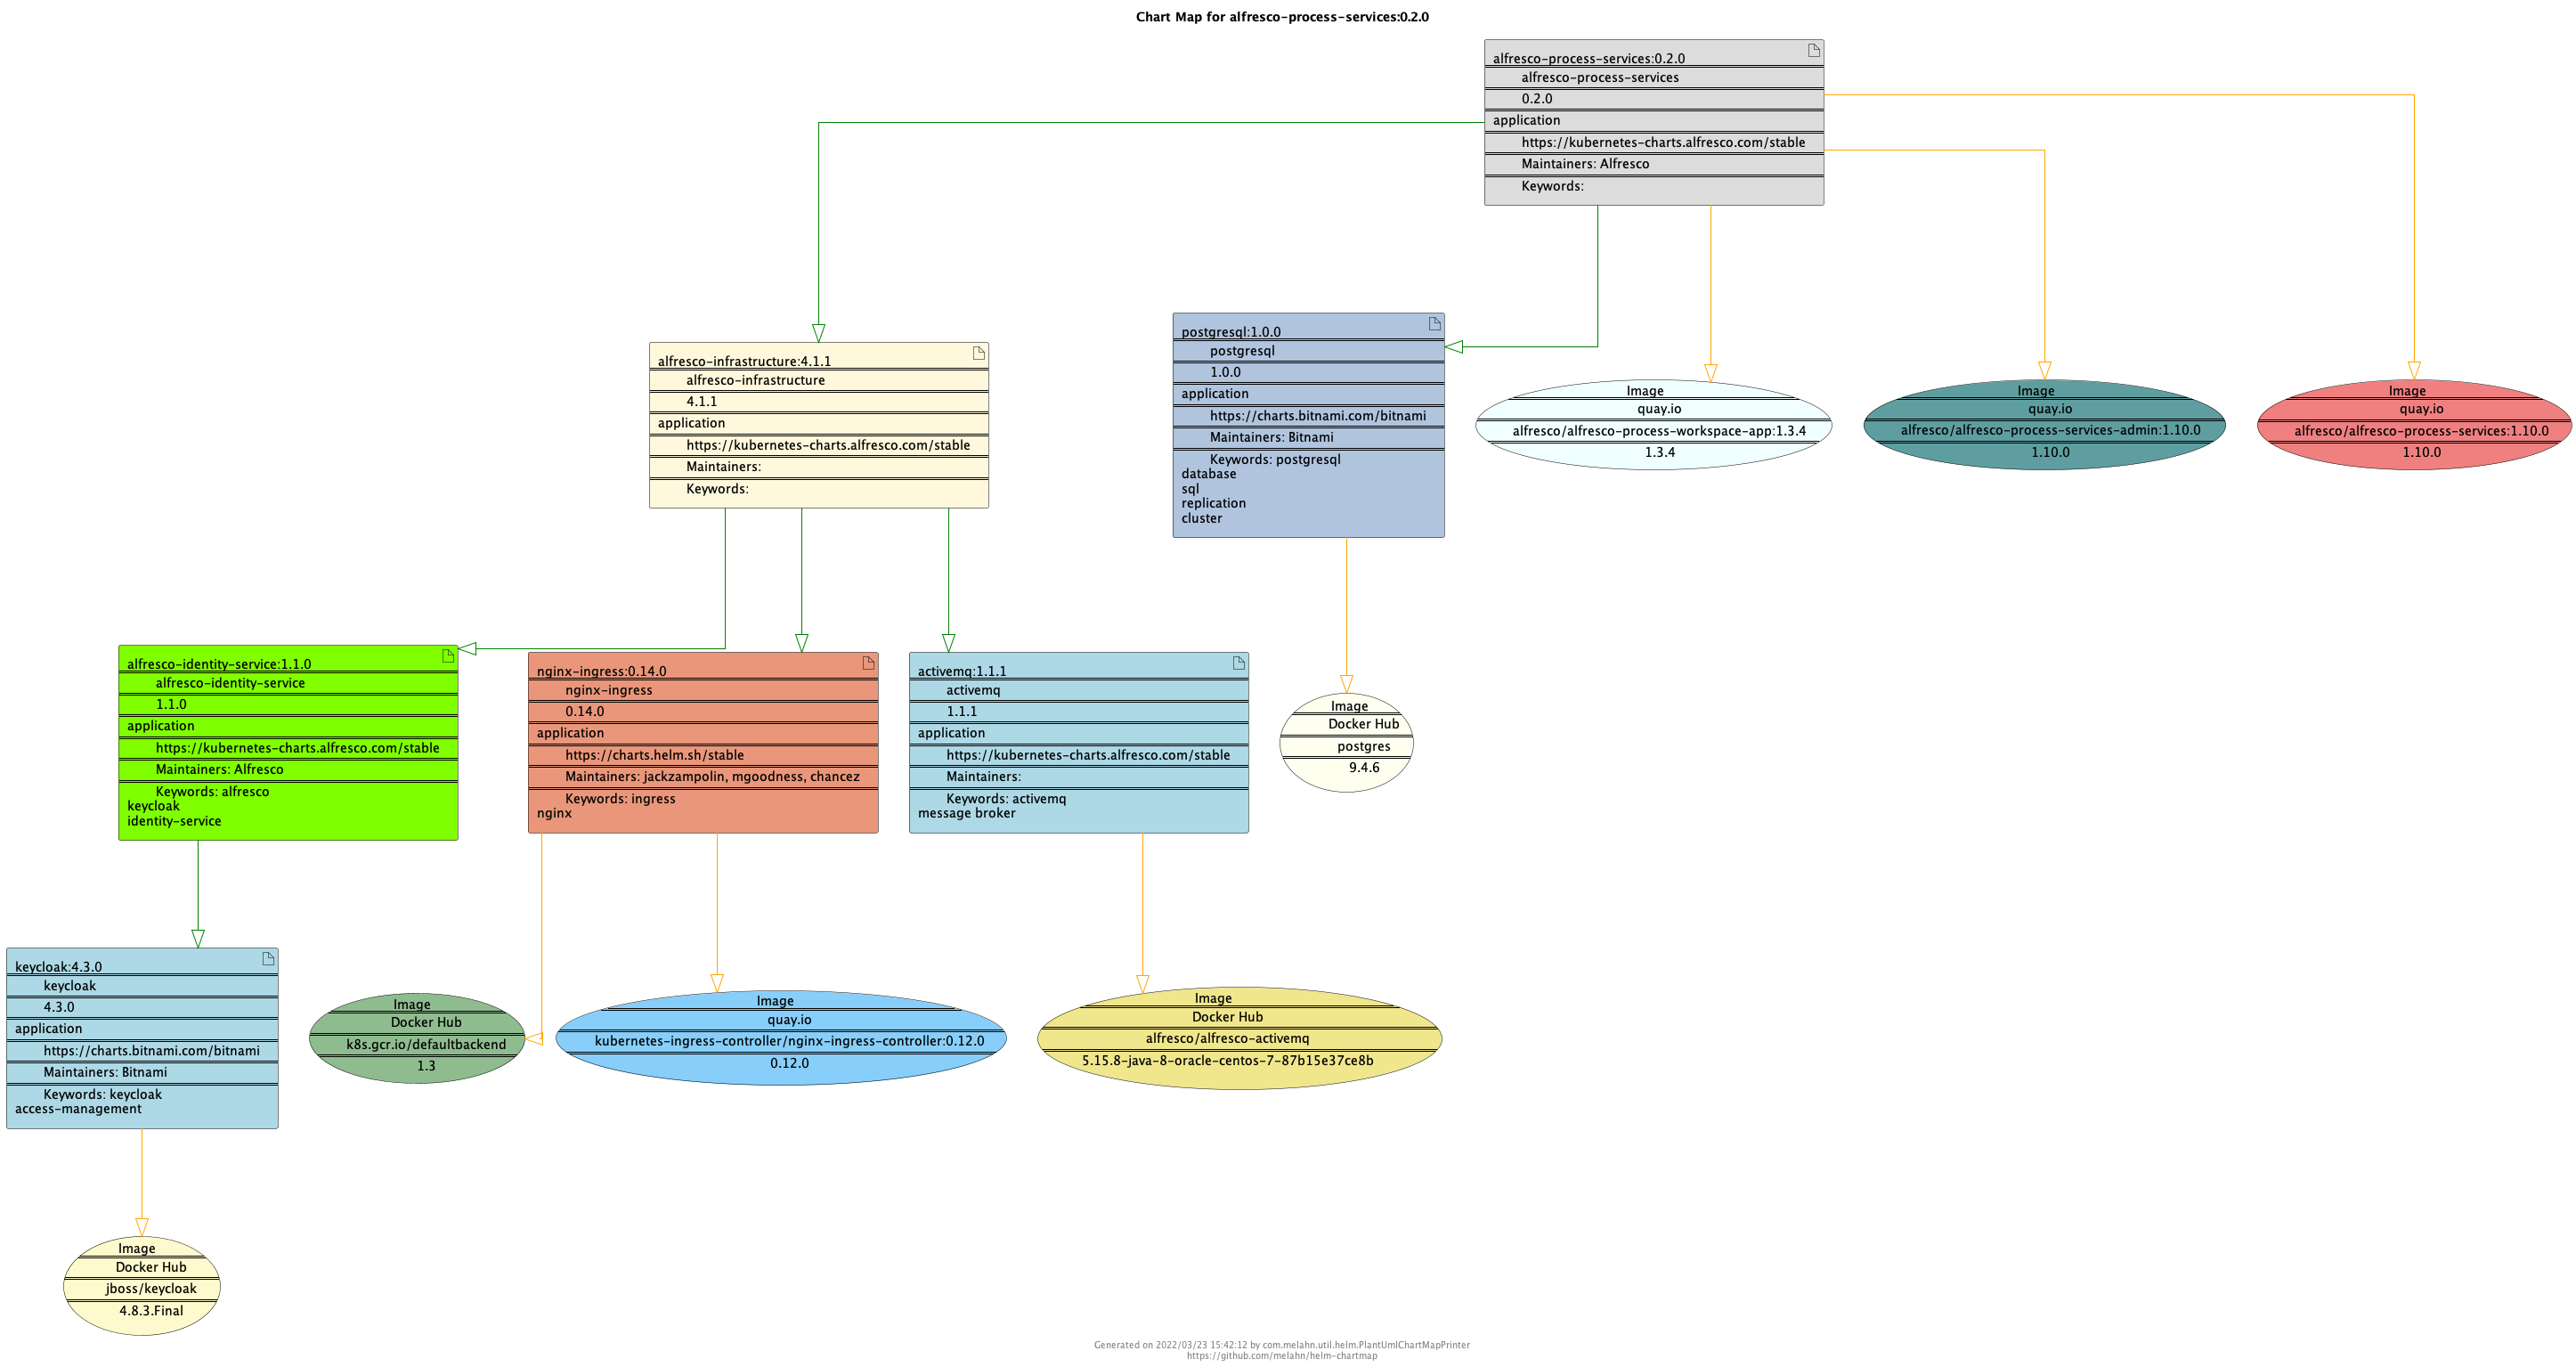 Chart Map for alfresco-process-services:0.2.0
alfresco-process-services:0.2.0
alfresco-process-services
0.2.0
application
https://kubernetes-charts.alfresco.com/stable
Maintainers: Alfresco
Keywords:
alfresco-infrastructure:4.1.1
alfresco-infrastructure
4.1.1
application
https://kubernetes-charts.alfresco.com/stable
Maintainers:
Keywords:
postgresql:1.0.0
postgresql
1.0.0
application
https://charts.bitnami.com/bitnami
Maintainers: Bitnami
Keywords: postgresql
database
sql
replication
cluster
Image
quay.io
alfresco/alfresco-process-workspace-app:1.3.4
1.3.4
Image
quay.io
alfresco/alfresco-process-services-admin:1.10.0
1.10.0
Image
quay.io
alfresco/alfresco-process-services:1.10.0
1.10.0
alfresco-identity-service:1.1.0
alfresco-identity-service
1.1.0
application
https://kubernetes-charts.alfresco.com/stable
Maintainers: Alfresco
Keywords: alfresco
keycloak
identity-service
nginx-ingress:0.14.0
nginx-ingress
0.14.0
application
https://charts.helm.sh/stable
Maintainers: jackzampolin, mgoodness, chancez
Keywords: ingress
nginx
activemq:1.1.1
activemq
1.1.1
application
https://kubernetes-charts.alfresco.com/stable
Maintainers:
Keywords: activemq
message broker
Image
Docker Hub
postgres
9.4.6
keycloak:4.3.0
keycloak
4.3.0
application
https://charts.bitnami.com/bitnami
Maintainers: Bitnami
Keywords: keycloak
access-management
Image
Docker Hub
k8s.gcr.io/defaultbackend
1.3
Image
quay.io
kubernetes-ingress-controller/nginx-ingress-controller:0.12.0
0.12.0
Image
Docker Hub
alfresco/alfresco-activemq
5.15.8-java-8-oracle-centos-7-87b15e37ce8b
Image
Docker Hub
jboss/keycloak
4.8.3.Final
Generated on 2022/03/23 15:42:12 by com.melahn.util.helm.PlantUmlChartMapPrinter
https://github.com/melahn/helm-chartmap